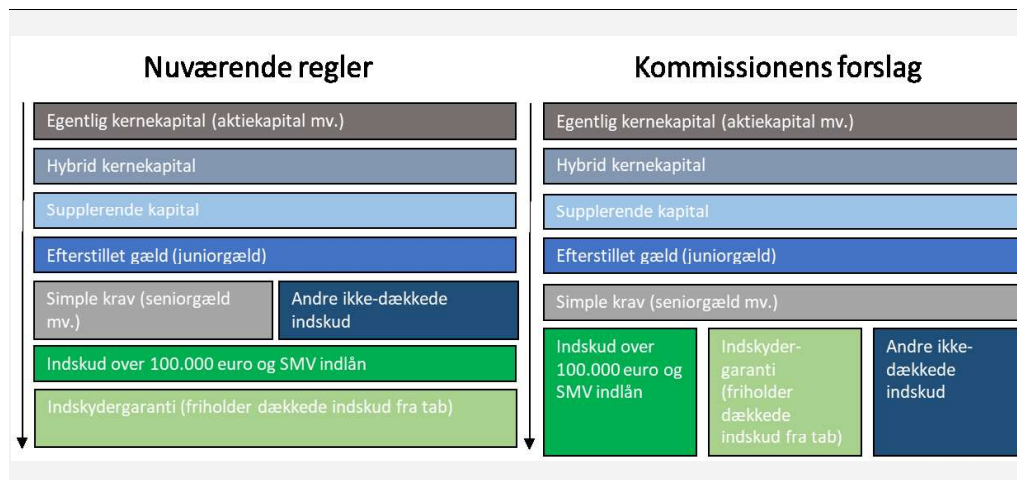 Nuværende regler
Egentlig kernekapital (aktiekapital mv.)
Hybrid kernekapital
Supplerende kapital
Efterstillet gæld (juniorgæld)
Simple krav (seniorgæld
mv.)
Andre ikke-dækkede
indskud
Indskud over 100.000 euro og SMV indlån
Indskydergaranti (friholder dækkede indskud fra tab)
Kommissionens forslag
Egentlig kernekapital (aktiekapital mv.)
Hybrid kernekapital
Supplerende kapital
Efterstillet gæld (juniorgæld)
Simple krav (seniorgæld mv.)
Indskud over
100.000 euro og
SMV indlån
Indskyder-
garanti
(friholder
dækkede
indskud fra tab)
Andre ikke-
dækkede
indskud